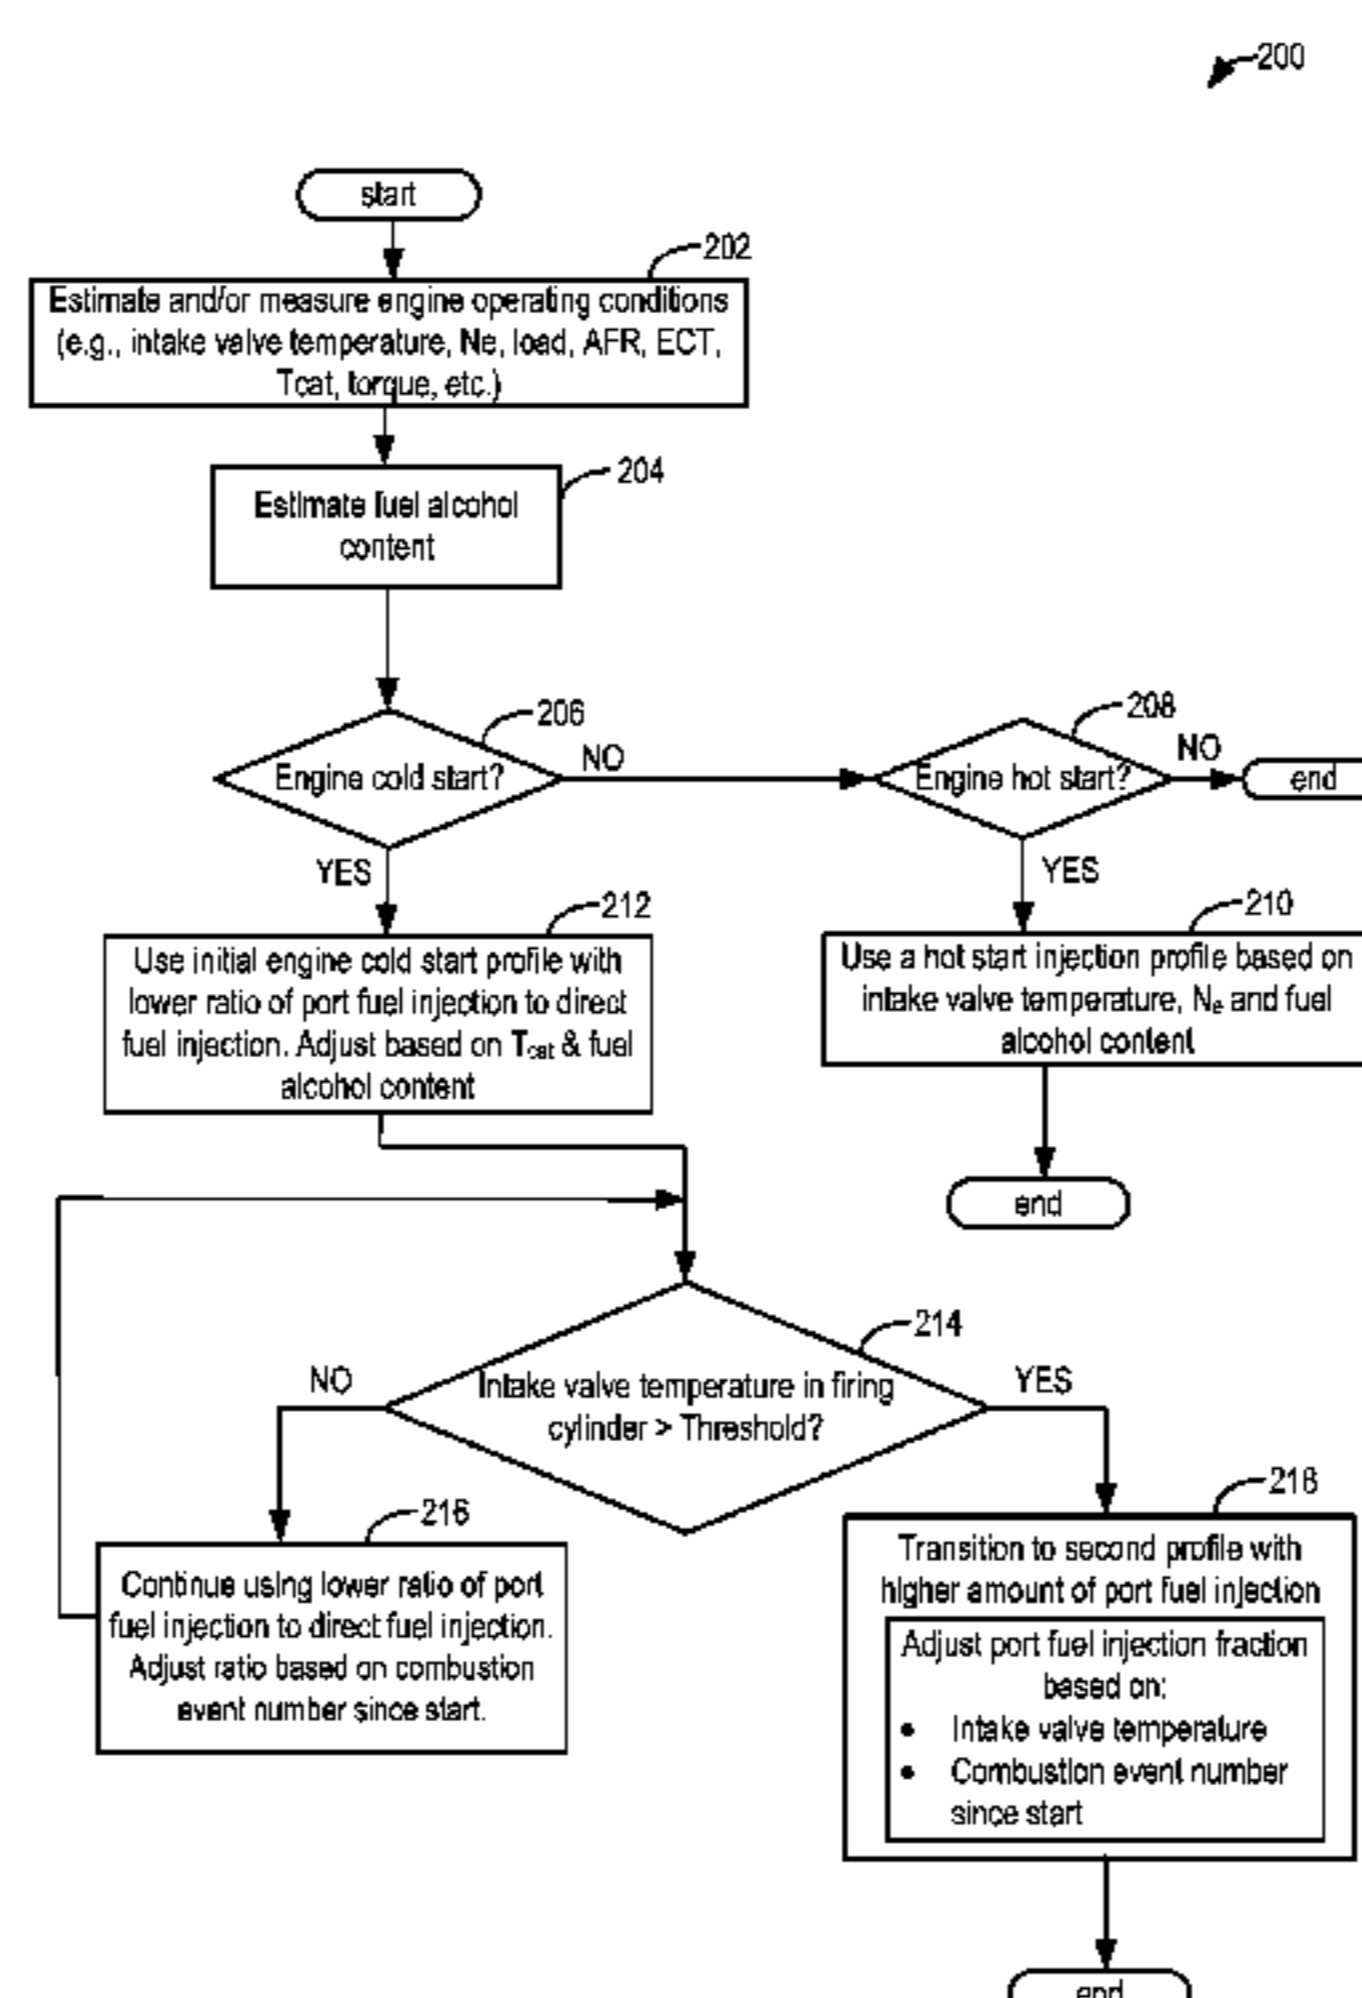 200
start
202
Estimate and/or measure engine operating conditions
(e.g., intake valve temperature, Ne, load, AFR, ECT,
Tcat, torque, etc.)
204
Estimate fuel alcohol
content
206
Engine cold start?
NO
208
Engine hot start?
NO
end
YES
YES
212
Use initial engine cold start profile with
lower ratio of port fuel injection to direct
fuel injection. Adjust based on Tcat & fuel
alcohol content
210
Use a hot start injection profile based on
intake valve temperature, Ne and fuel
alcohol content
end
214
Intake valve temperature in firing
cylinder > Threshold?
NO
YES
216
Continue using lower ratio of port
fuel injection to direct fuel injection.
Adjust ratio based on combustion
event number since start.
218
Transition to second profile with
higher amount of port fuel injection
Adjust port fuel injection fraction
based on:
• Intake valve temperature
• Combustion event number
since start
end